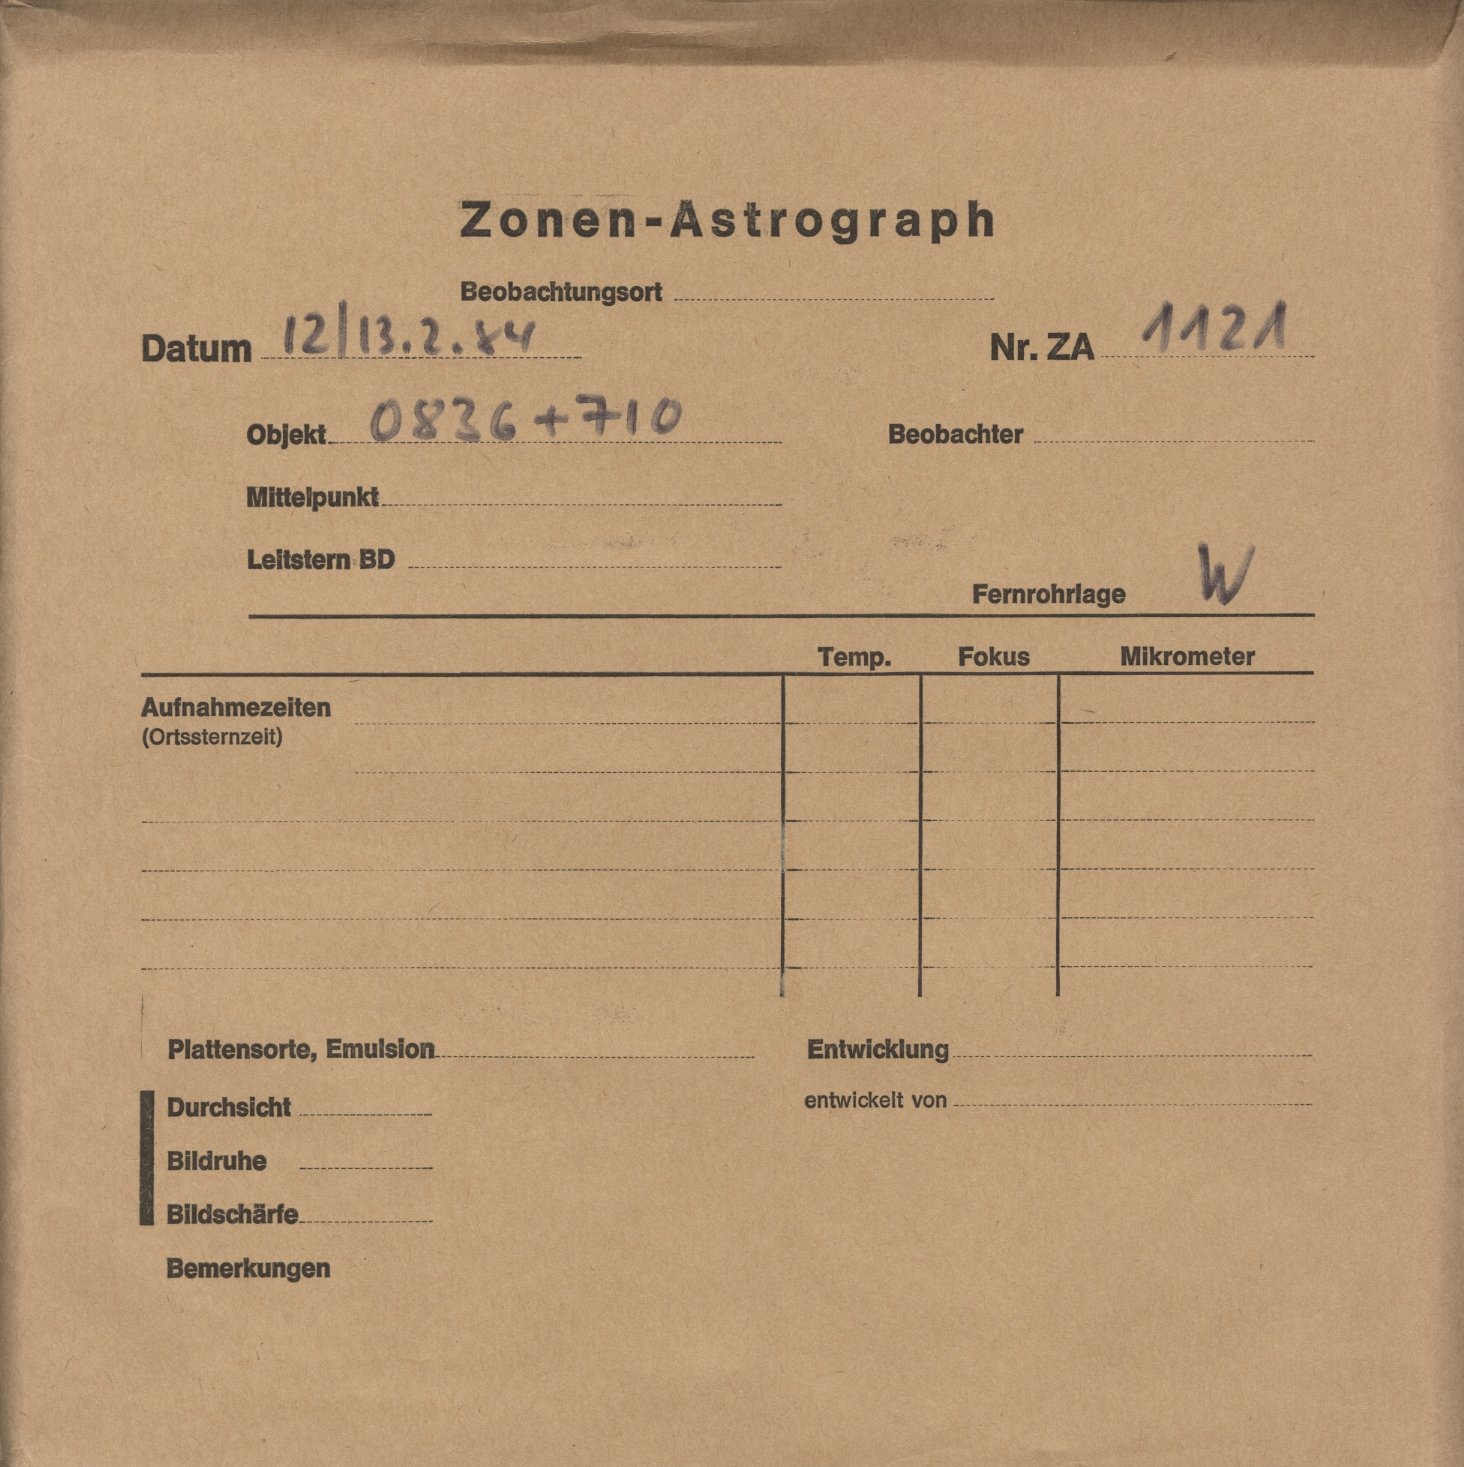 Zonen-Astrograph
Beobachtungsort
Datum 12/13.2.84
Nr. ZA 1121
Objekt 0836+710
Beobachter
Mittelpunkt
Leitstern BD
Fernrohrlage W
Temp. Fokus Mikrometer
Aufnahmezeiten
(Ortssternzeit)
Plattensorte, Emulsion
Entwicklung
Durchsicht
entwickelt von
Bildruhe
Bildschärfe
Bemerkungen